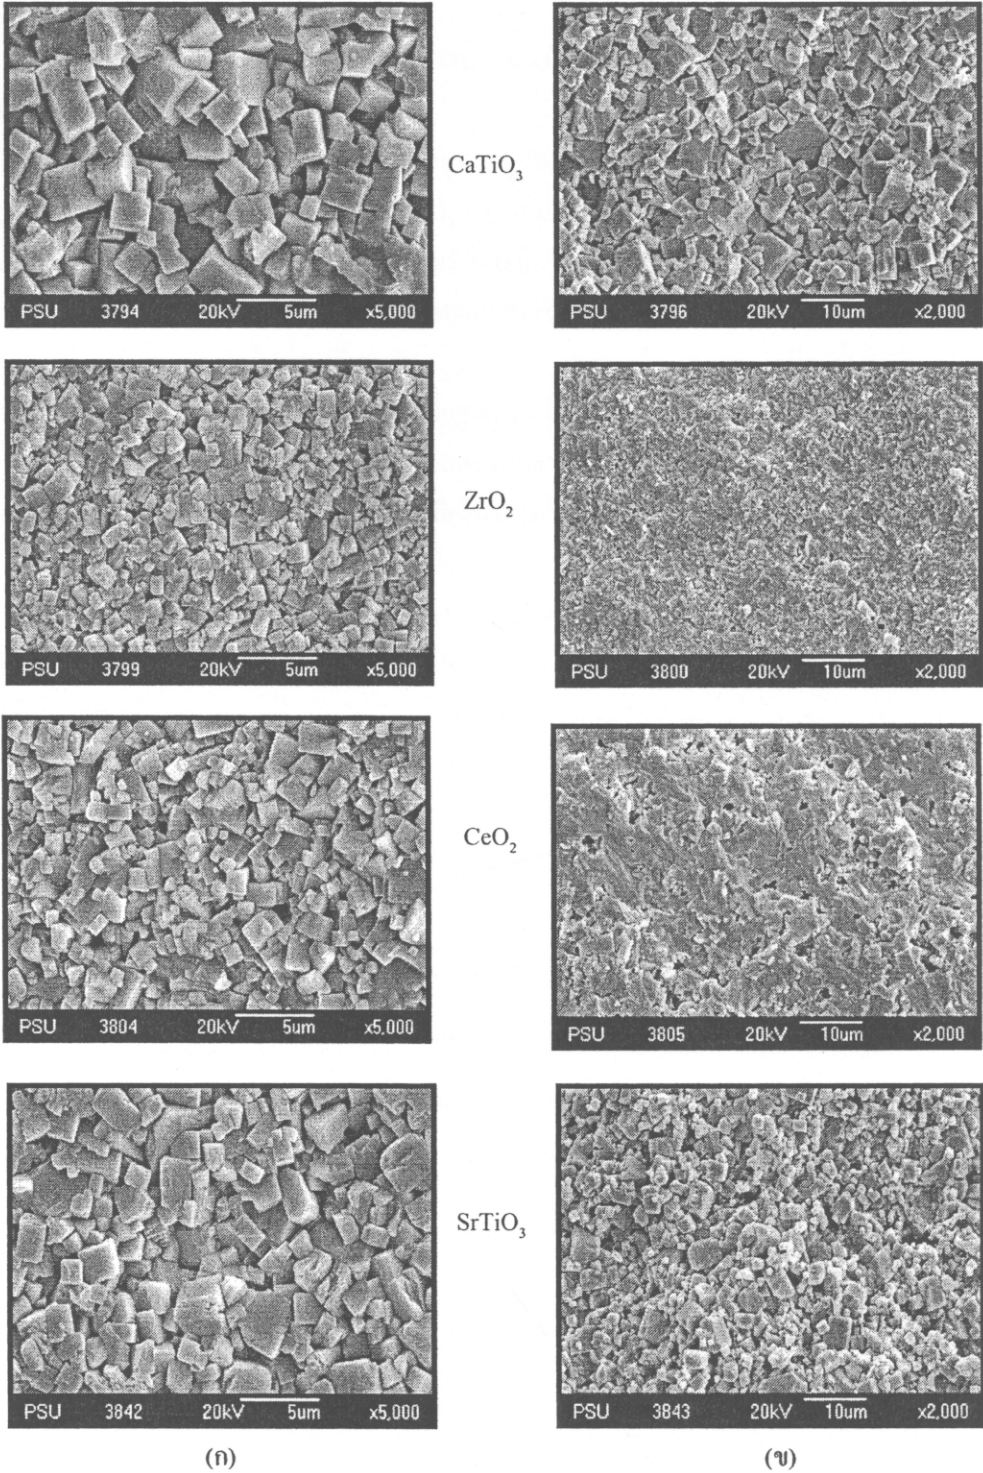 CaTiO3
PSU 3794 20kV 5um x5,000
PSU 3796 20kV 10um x2,000
ZrO2
PSU 3799 20kV 5um x5,000
PSU 3800 20kV 10um x2,000
CeO2
PSU 3804 20kV 5um x5,000
PSU 3805 20kV 10um x2,000
SrTiO3
PSU 3842 20kV 5um x5,000
PSU 3843 20kV 10um x2,000
(ก) (ข)